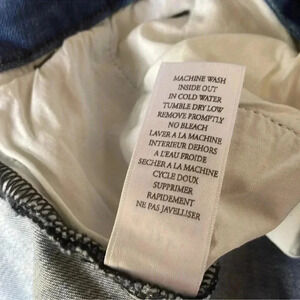 MACHINE WASH
INSIDE OUT
IN COLD WATER
TUMBLE DRY LOW
REMOVE PROMPTLY
NO BLEACH
LAVER A LA MACHINE
INTERIEUR DEHORS
A L'EAU FROIDE
SECHER A LA MACHINE
CYCLE DOUX
SUPPRIMER
RAPIDEMENT
NE PAS JAVELLISER